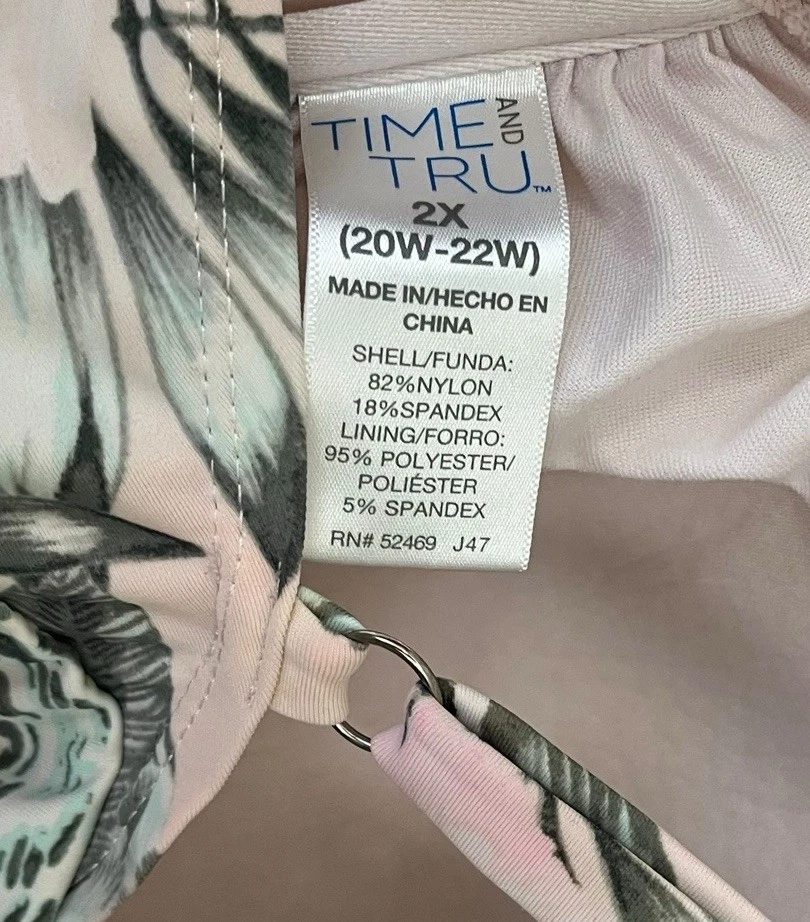 TIME AND
TRU™
2X
(20W-22W)
MADE IN/HECHO EN
CHINA
SHELL/FUNDA:
82%NYLON
18%SPANDEX
LINING/FORRO:
95% POLYESTER/
POLIÉSTER
5% SPANDEX
RN# 52469 J47